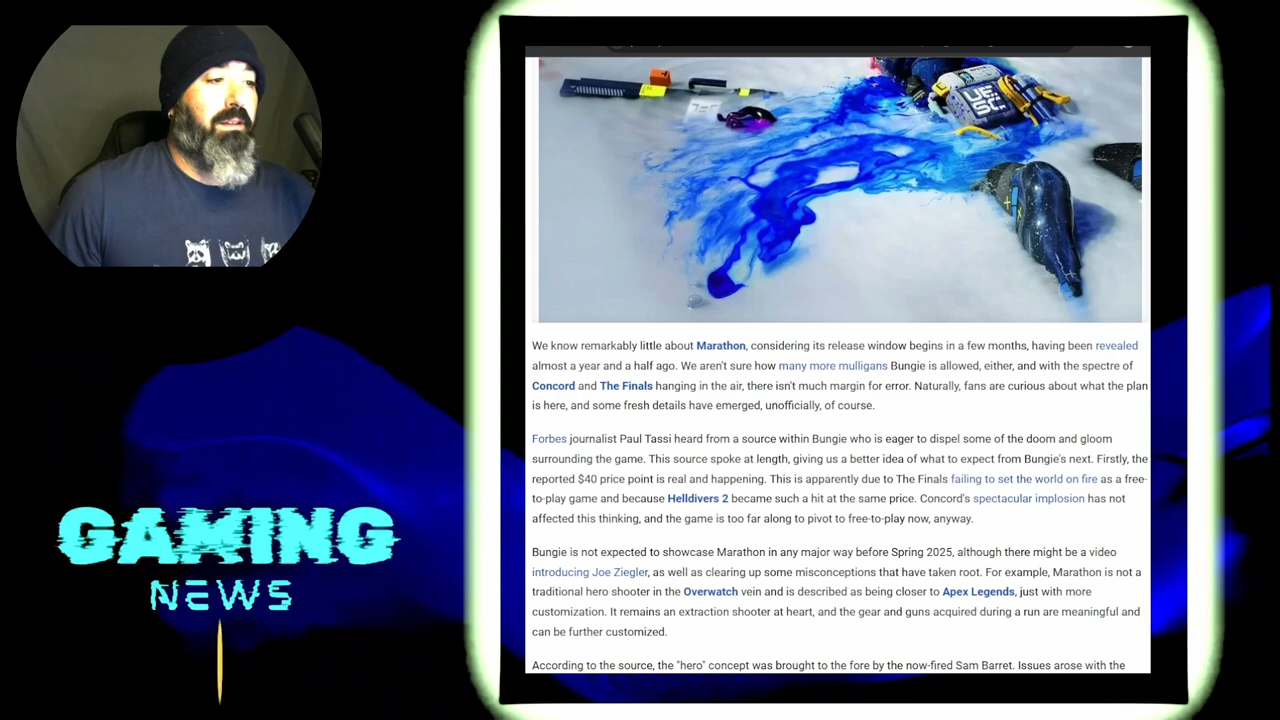 UESC
We know remarkably little about Marathon, considering its release window begins in a few months, having been revealed
almost a year and a half ago. We aren't sure how many more mulligans Bungie is allowed, either, and with the spectre of
Concord and The Finals hanging in the air, there isn't much margin for error. Naturally, fans are curious about what the plan
is here, and some fresh details have emerged, unofficially, of course.
Forbes journalist Paul Tassi heard from a source within Bungie who is eager to dispel some of the doom and gloom
surrounding the game. This source spoke at length, giving us a better idea of what to expect from Bungie's next. Firstly, the
reported $40 price point is real and happening. This is apparently due to The Finals failing to set the world on fire as a free-
to-play game and because Helldivers 2 became such a hit at the same price. Concord's spectacular implosion has not
affected this thinking, and the game is too far along to pivot to free-to-play now, anyway.
Bungie is not expected to showcase Marathon in any major way before Spring 2025, although there might be a video
introducing Joe Ziegler, as well as clearing up some misconceptions that have taken root. For example, Marathon is not a
traditional hero shooter in the Overwatch vein and is described as being closer to Apex Legends, just with more
customization. It remains an extraction shooter at heart, and the gear and guns acquired during a run are meaningful and
can be further customized.
According to the source, the "hero" concept was brought to the fore by the now-fired Sam Barret. Issues arose with the
GAMING
NEWS